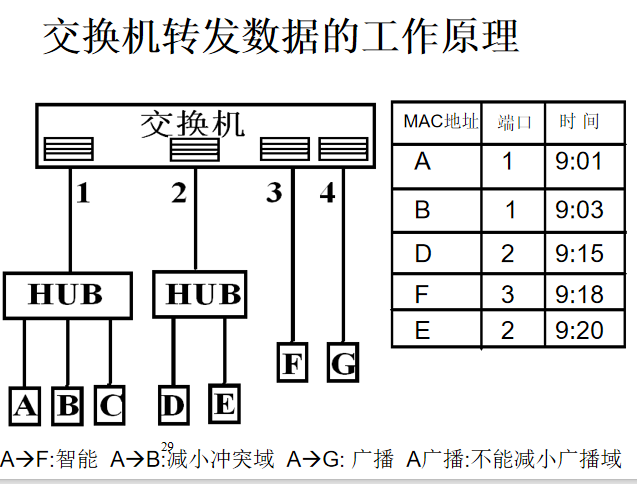 交换机转发数据的工作原理
交换机
1 2 3 4
HUB HUB
F G
A B C D E
MAC地址 端口 时 间
A 1 9:01
B 1 9:03
D 2 9:15
F 3 9:18
E 2 9:20
29
A→F:智能 A→B:减小冲突域 A→G: 广播 A广播:不能减小广播域